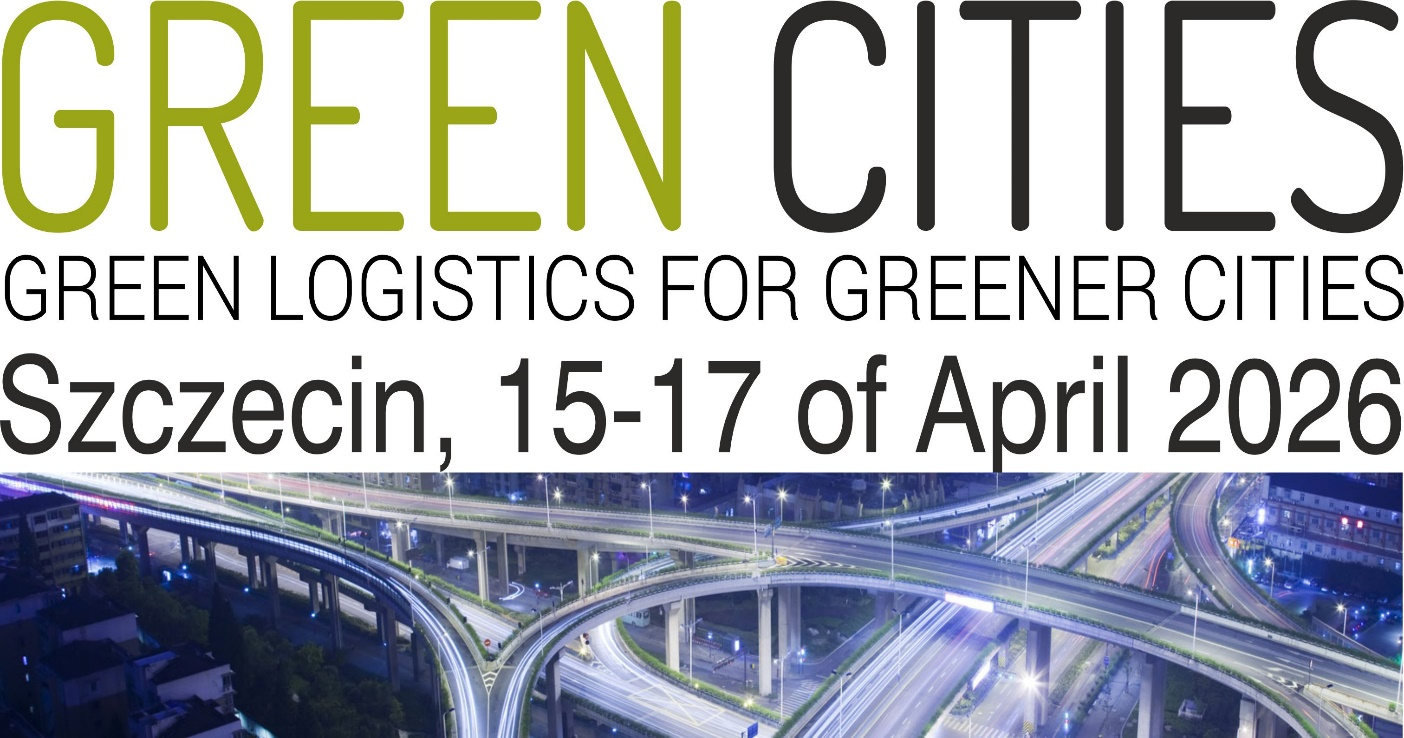 GREEN CITIES
GREEN LOGISTICS FOR GREENER CITIES
Szczecin, 15-17 of April 2026